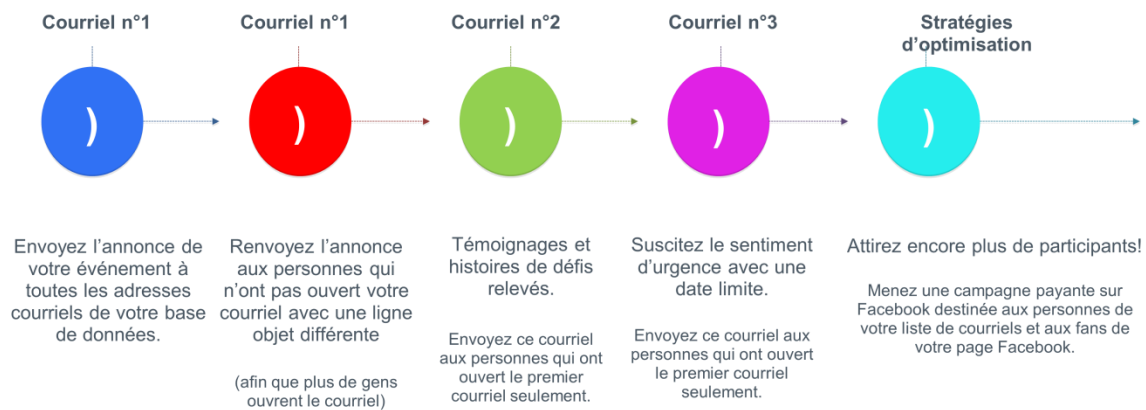 Courriel n°1
Courriel n°1
Courriel n°2
Courriel n°3
Stratégies
d'optimisation
)
)
)
)
)
Envoyez l'annonce de
votre événement à
toutes les adresses
courriels de votre base
de données.
Renvoyez l'annonce
aux personnes qui
n'ont pas ouvert votre
courriel avec une ligne
objet différente
(afin que plus de gens
ouvrent le courriel)
Témoignages et
histoires de défis
relevés.
Envoyez ce courriel
aux personnes qui ont
ouvert le premier
courriel seulement.
Suscitez le sentiment
d'urgence avec une
date limite.
Envoyez ce courriel aux
personnes qui ont ouvert
le premier courriel
seulement.
Attirez encore plus de participants!
Menez une campagne payante sur
Facebook destinée aux personnes de
votre liste de courriels et aux fans de
votre page Facebook.